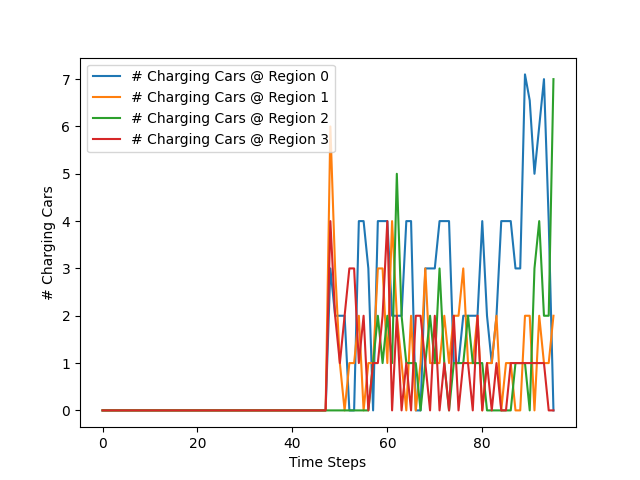 # Charging Cars @ Region 0
# Charging Cars @ Region 1
# Charging Cars @ Region 2
# Charging Cars @ Region 3
7
6
5
4
3
2
1
0
# Charging Cars
0 20 40 60 80
Time Steps